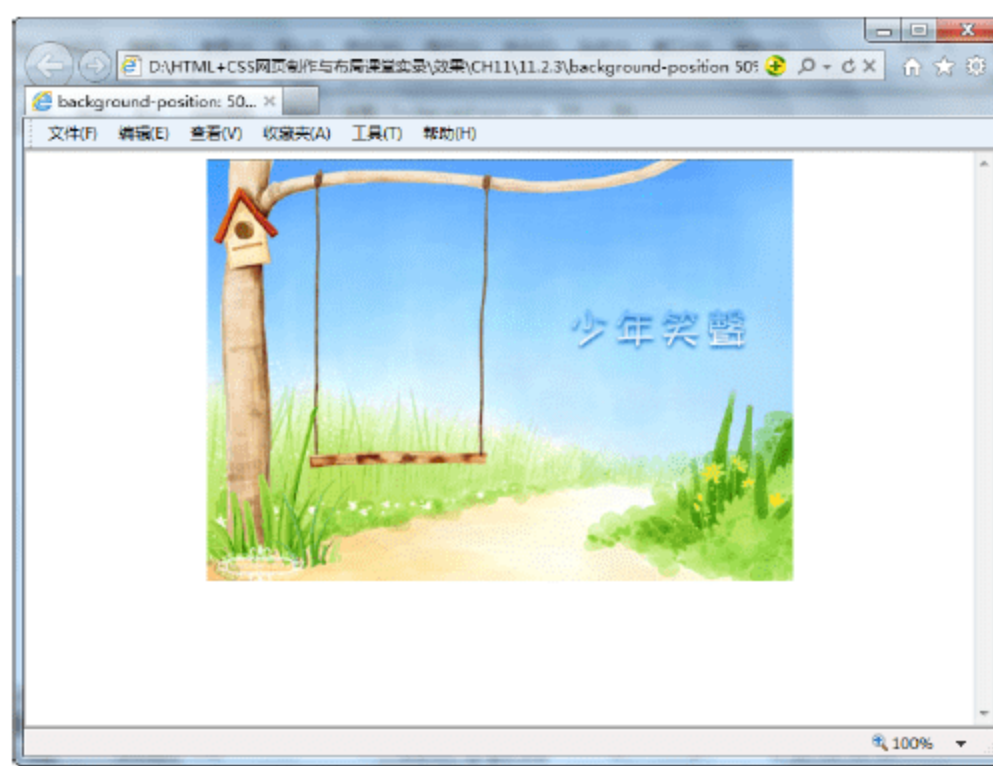 D:\HTML+CSS网页制作与布局课堂实录\效果\CH11\11.2.3\background-position 50%
background-position: 50...
文件(F) 编辑(E) 查看(V) 收藏夹(A) 工具(T) 帮助(H)
少年笑聲
100%